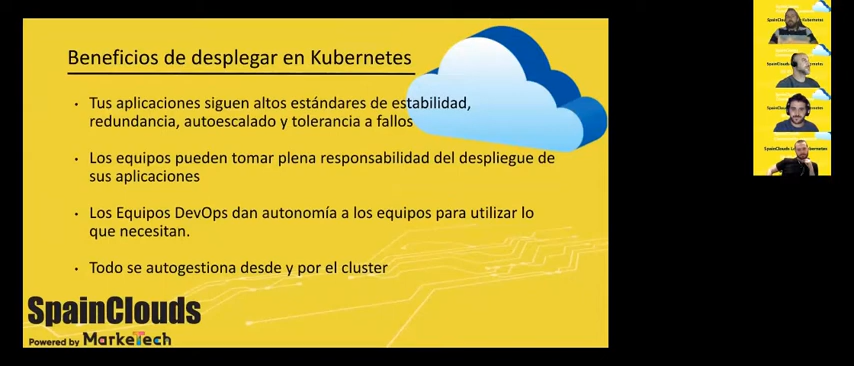 Beneficios de desplegar en Kubernetes
• Tus aplicaciones siguen altos estándares de estabilidad,
redundancia, autoescalado y tolerancia a fallos
• Los equipos pueden tomar plena responsabilidad del despliegue de
sus aplicaciones
• Los Equipos DevOps dan autonomía a los equipos para utilizar lo
que necesitan.
• Todo se autogestiona desde y por el cluster
SpainClouds
Powered by MarkeTech